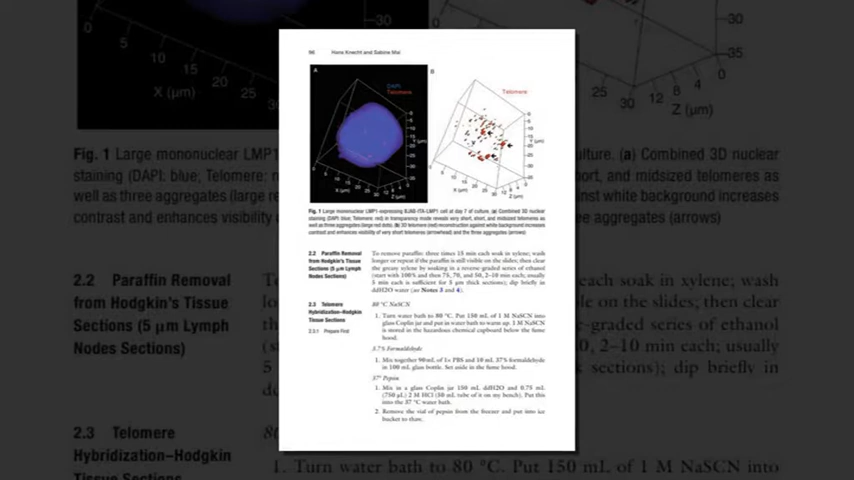 96 Hans Knecht and Sabine Mai
A
DAPI
Telomere
B
Telomere
Fig. 1 Large mononuclear LMP1-expressing BJAB-tTA-LMP1 cell at day 7 of culture. (a) Combined 3D nuclear
staining (DAPI: blue; Telomere: red) in transparency mode reveals very short, short, and midsized telomeres as
well as three aggregates (large red dots). (b) 3D telomere (red) reconstruction against white background increases
contrast and enhances visibility of very short telomeres (arrowhead) and the three aggregates (arrows)
2.2 Paraffin Removal
from Hodgkin's Tissue
Sections (5 μm Lymph
Nodes Sections)
To remove paraffin: three times 15 min each soak in xylene; wash
longer or repeat if the paraffin is still visible on the slides; then clear
the greasy xylene by soaking in a reverse-graded series of ethanol
(start with 100% and then 75, 70, and 50, 2–10 min each; usually
5 min each is sufficient for 5 μm thick sections); dip briefly in
ddH2O water (see Notes 3 and 4).
2.3 Telomere
Hybridization–Hodgkin
Tissue Sections
2.3.1 Prepare First
80 °C NaSCN
1. Turn water bath to 80 °C. Put 150 mL of 1 M NaSCN into
glass Coplin jar and put in water bath to warm up. 1 M NaSCN
is stored in the hazardous chemical cupboard below the fume
hood.
3.7% Formaldehyde
1. Mix together 90 mL of 1× PBS and 10 mL 37% formaldehyde
in 100 mL glass bottle. Set aside in the fume hood.
37° Pepsin
1. Mix in a glass Coplin jar 150 mL ddH2O and 0.75 mL
(750 μL) 2 M HCl (50 mL tube of it on my bench). Put this
into the 37 °C water bath.
2. Remove the vial of pepsin from the freezer and put into ice
bucket to thaw.